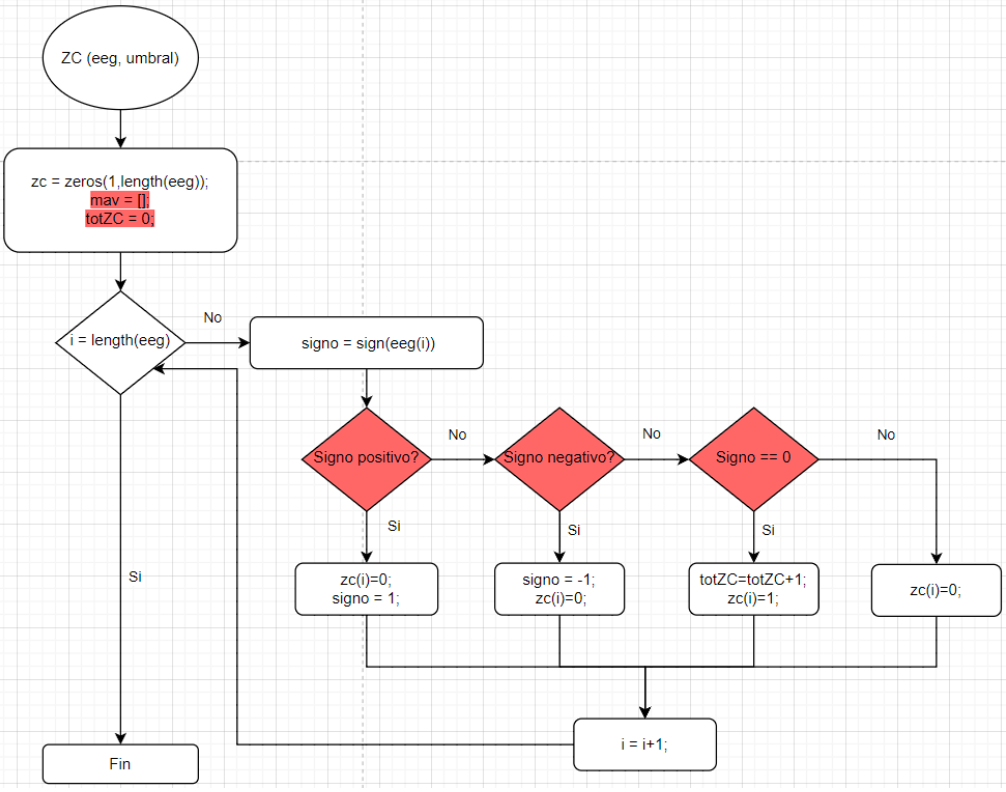 ZC (eeg, umbral)
zc = zeros(1,length(eeg));
mav = [];
totZC = 0;
i = length(eeg)
No
signo = sign(eeg(i))
Signo positivo?
No
Signo negativo?
No
Signo == 0
No
Si
Si
Si
zc(i)=0;
signo = 1;
signo = -1;
zc(i)=0;
totZC=totZC+1;
zc(i)=1;
zc(i)=0;
Si
i = i+1;
Fin